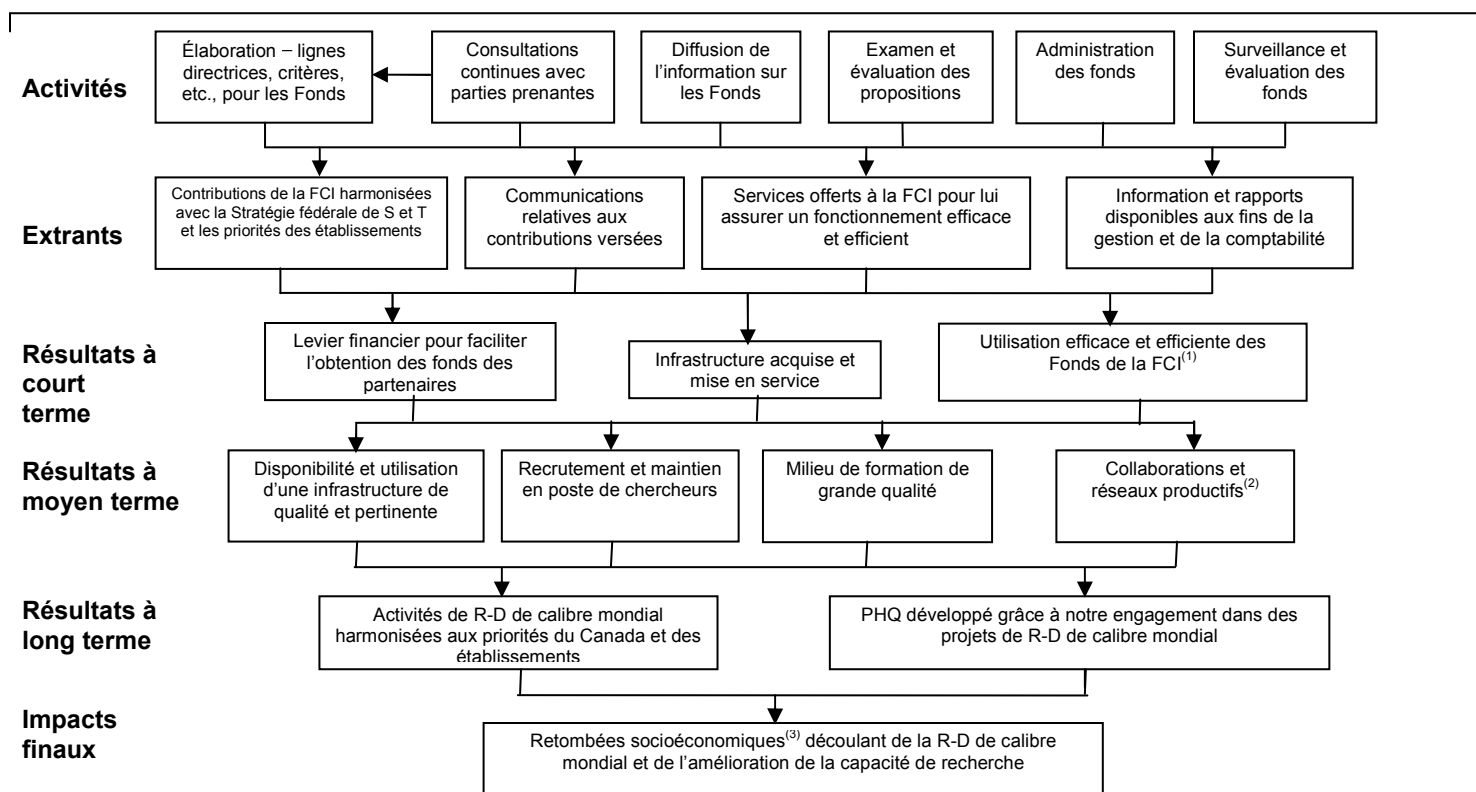 Activités
Élaboration – lignes
directrices, critères,
etc., pour les Fonds
Consultations
continues avec
parties prenantes
Diffusion de
l'information sur
les Fonds
Examen et
évaluation des
propositions
Administration
des fonds
Surveillance et
évaluation des
fonds
Extrants
Contributions de la FCI harmonisées
avec la Stratégie fédérale de S et T
et les priorités des établissements
Communications
relatives aux
contributions versées
Services offerts à la FCI pour lui
assurer un fonctionnement efficace
et efficient
Information et rapports
disponibles aux fins de la
gestion et de la comptabilité
Résultats à
court
terme
Levier financier pour faciliter
l'obtention des fonds des
partenaires
Infrastructure acquise et
mise en service
Utilisation efficace et efficiente des
Fonds de la FCI(1)
Résultats à
moyen terme
Disponibilité et utilisation
d'une infrastructure de
qualité et pertinente
Recrutement et maintien
en poste de chercheurs
Milieu de formation de
grande qualité
Collaborations et
réseaux productifs(2)
Résultats à
long terme
Activités de R-D de calibre mondial
harmonisées aux priorités du Canada et des
établissements
PHQ développé grâce à notre engagement dans des
projets de R-D de calibre mondial
Impacts
finaux
Retombées socioéconomiques(3) découlant de la R-D de calibre
mondial et de l'amélioration de la capacité de recherche